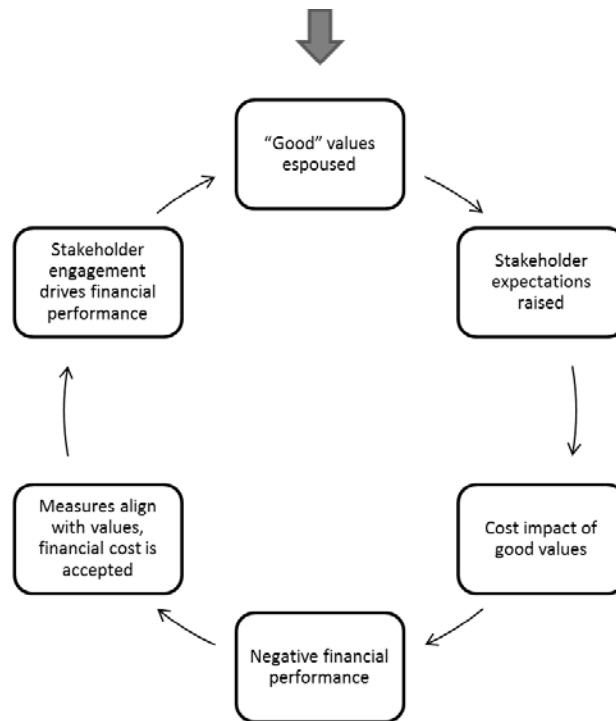 “Good” values
espoused
Stakeholder
expectations
raised
Cost impact of
good values
Negative financial
performance
Measures align
with values,
financial cost is
accepted
Stakeholder
engagement
drives financial
performance